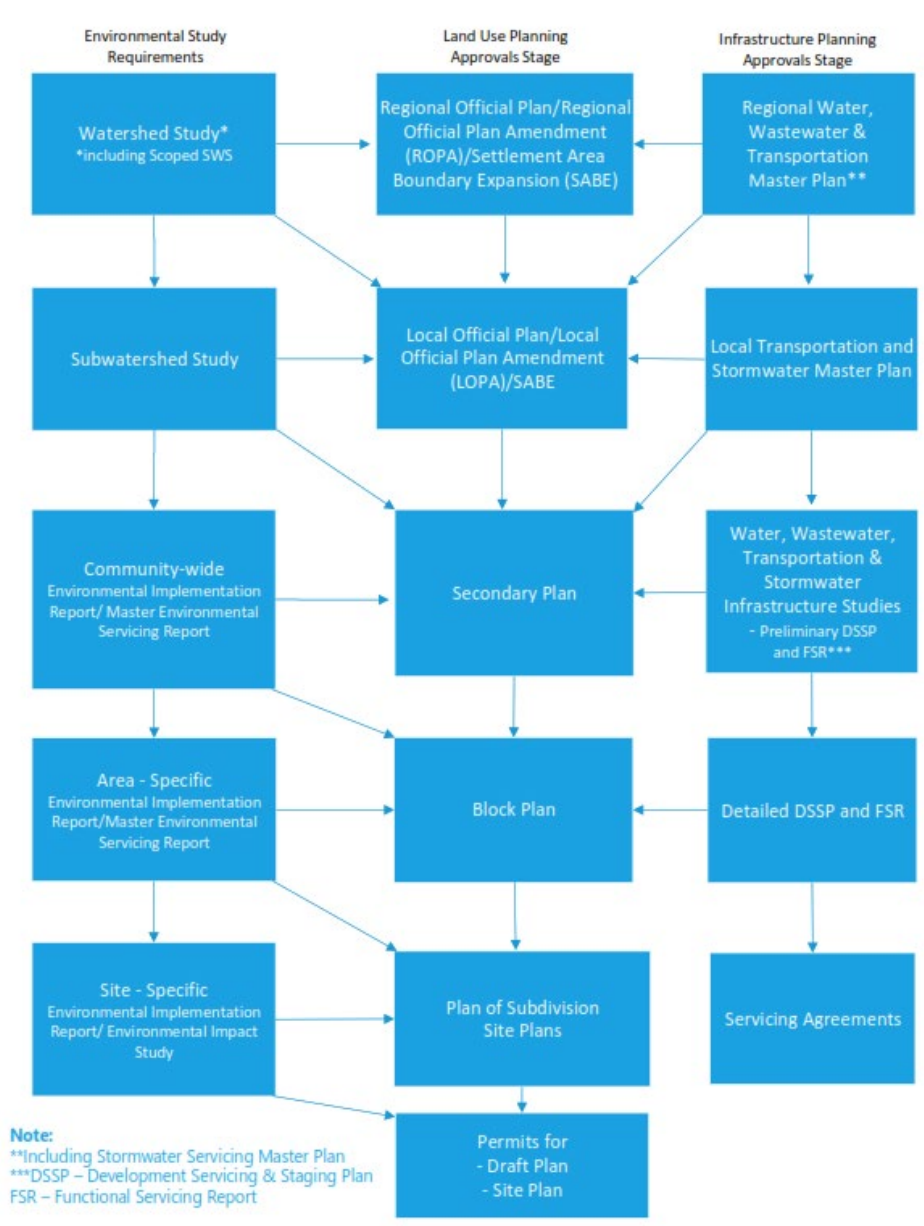 Environmental Study
Requirements
Land Use Planning
Approvals Stage
Infrastructure Planning
Approvals Stage
Watershed Study*
*including Scoped SWS
Regional Official Plan/Regional
Official Plan Amendment
(ROPA)/Settlement Area
Boundary Expansion (SABE)
Regional Water,
Wastewater &
Transportation
Master Plan**
Subwatershed Study
Local Official Plan/Local
Official Plan Amendment
(LOPA)/SABE
Local Transportation and
Stormwater Master Plan
Community-wide
Environmental Implementation
Report/ Master Environmental
Servicing Report
Secondary Plan
Water, Wastewater,
Transportation &
Stormwater
Infrastructure Studies
- Preliminary DSSP
and FSR***
Area - Specific
Environmental Implementation
Report/Master Environmental
Servicing Report
Block Plan
Detailed DSSP and FSR
Site - Specific
Environmental Implementation
Report/ Environmental Impact
Study
Plan of Subdivision
Site Plans
Servicing Agreements
Permits for
- Draft Plan
- Site Plan
Note:
**Including Stormwater Servicing Master Plan
***DSSP – Development Servicing & Staging Plan
FSR – Functional Servicing Report